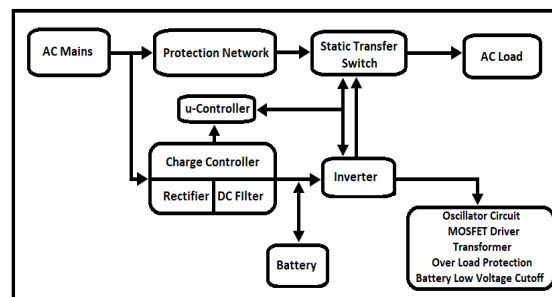 AC Mains
Protection Network
Static Transfer
Switch
AC Load
u-Controller
Charge Controller
Rectifier
DC FIlter
Inverter
Battery
Oscillator Circuit
MOSFET Driver
Transformer
Over Load Protection
Battery Low Voltage Cutoff